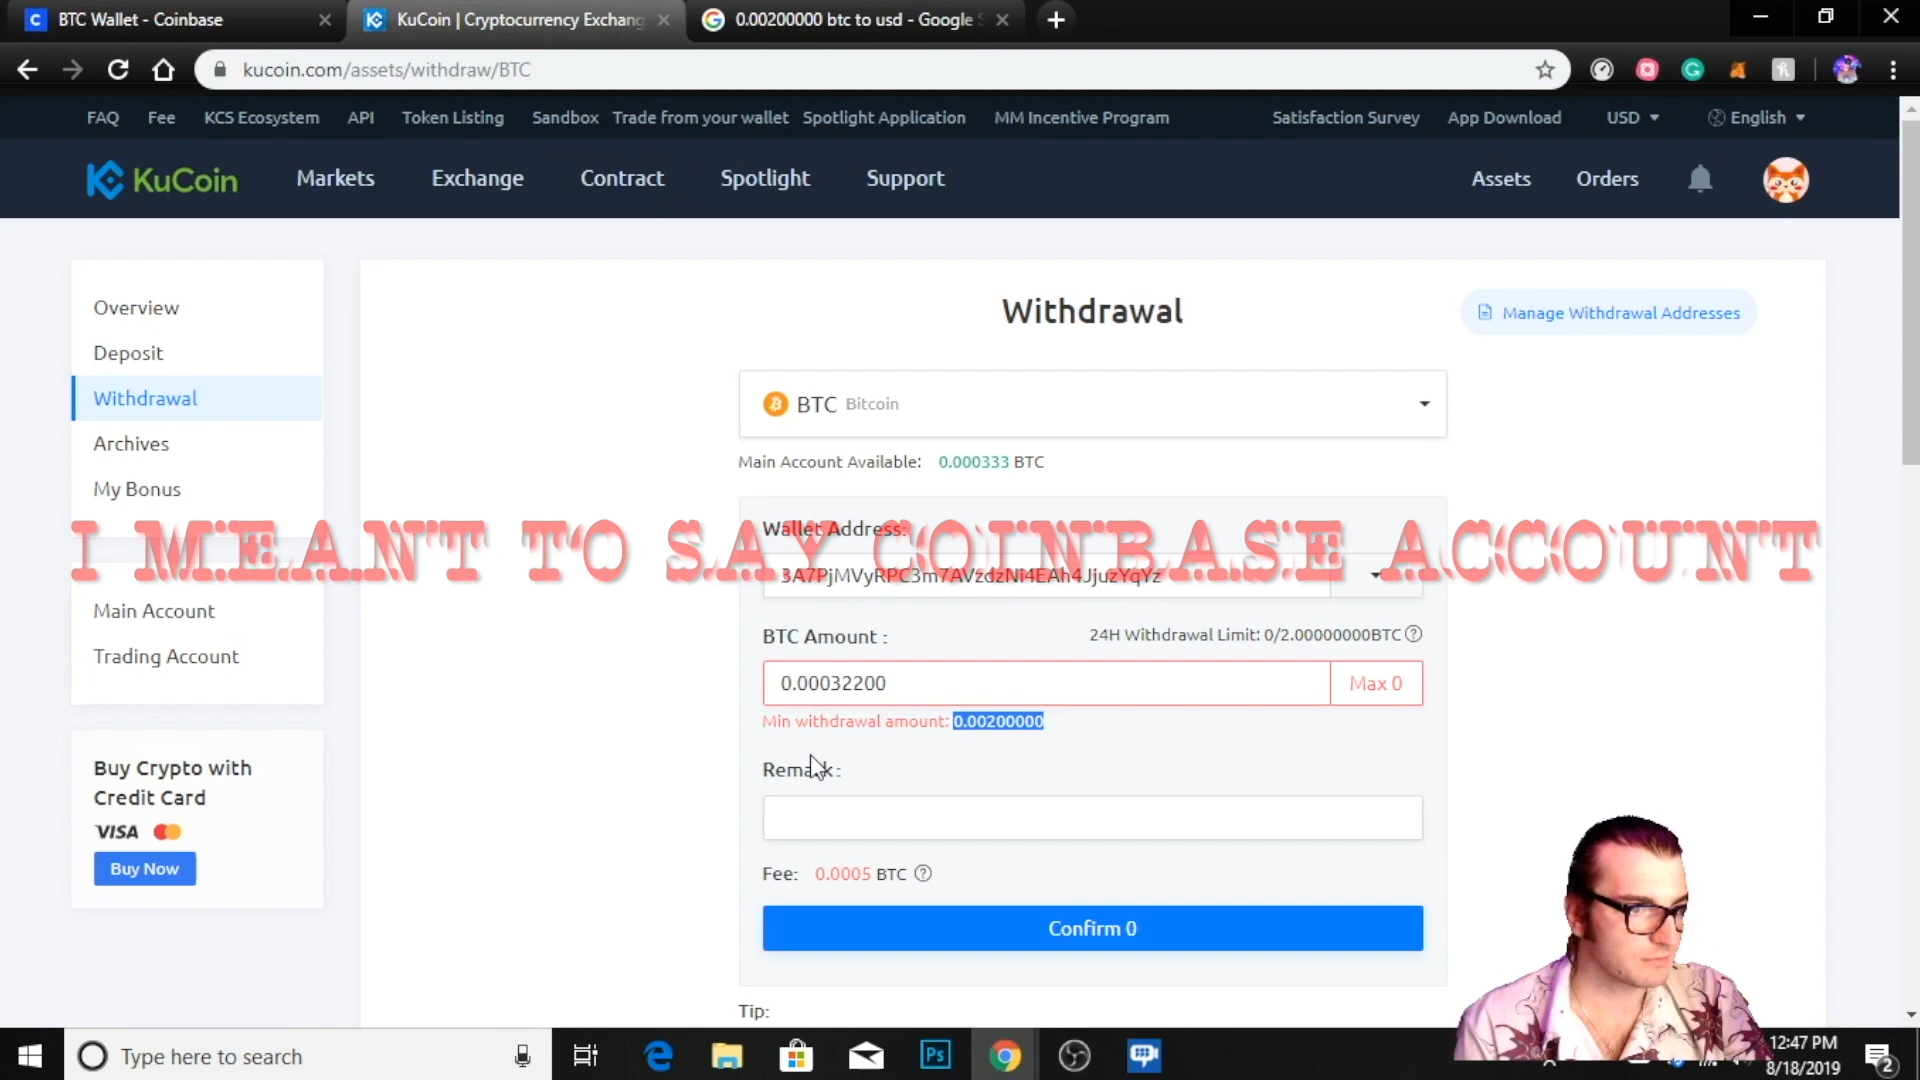 BTC Wallet - Coinbase
KuCoin | Cryptocurrency Exchang
0.00200000 btc to usd - Google S
kucoin.com/assets/withdraw/BTC
FAQ Fee KCS Ecosystem API Token Listing Sandbox Trade from your wallet Spotlight Application MM Incentive Program Satisfaction Survey App Download USD English
KuCoin Markets Exchange Contract Spotlight Support Assets Orders
Overview
Deposit
Withdrawal
Archives
My Bonus
Main Account
Trading Account
Buy Crypto with
Credit Card
VISA
Buy Now
Withdrawal
Manage Withdrawal Addresses
BTC Bitcoin
Main Account Available: 0.000333 BTC
Wallet Address:
I MEANT TO SAY COINBASE ACCOUNT
3A7PjMVyRPC3m7AVzdzNi4EAh4JjuzYqYz
BTC Amount : 24H Withdrawal Limit: 0/2.00000000BTC
0.00032200 Max 0
Min withdrawal amount: 0.00200000
Remark :
Fee: 0.0005 BTC
Confirm 0
Tip:
Type here to search
Ps
12:47 PM
8/18/2019
2